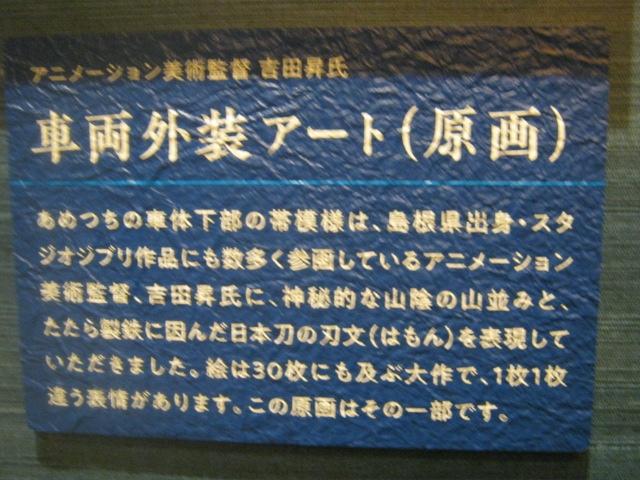 アニメーション美術監督 吉田昇氏
車両外装アート(原画)
あめつちの車体下部の帯模様は、島根県出身・スタ
ジオジブリ作品にも数多く参画しているアニメーション
美術監督、吉田昇氏に、神秘的な山陰の山並みと、
たたら製鉄に因んだ日本刀の刃文(はもん)を表現して
いただきました。絵は30枚にも及ぶ大作で、1枚1枚
違う表情があります。この原画はその一部です。